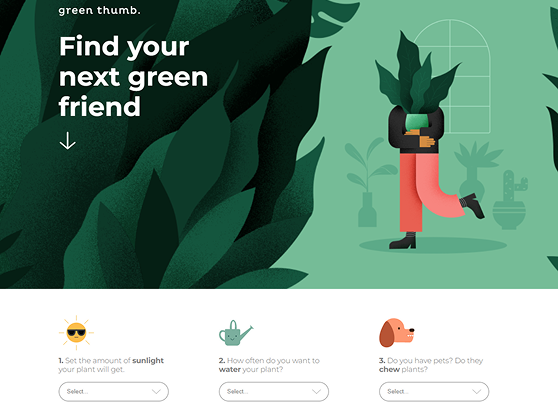 green thumb.
Find your
next green
friend
1. Set the amount of sunlight
your plant will get.
Select...
2. How often do you want to
water your plant?
Select...
3. Do you have pets? Do they
chew plants?
Select...